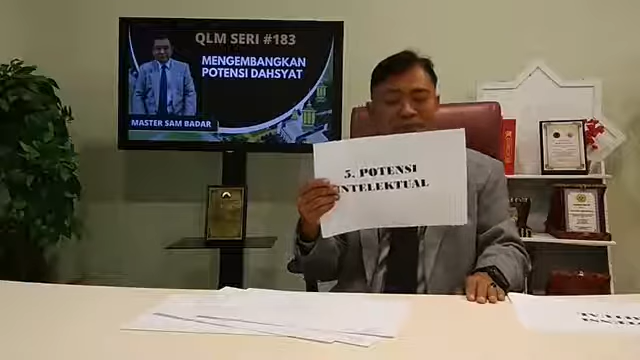 QLM SERI #183
MENGEMBANGKAN
POTENSI DAHSYAT
MASTER SAM BADAR
5. POTENSI
INTELEKTUAL